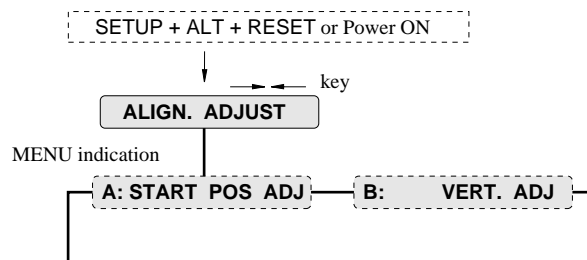 SETUP + ALT + RESET or Power ON
key
ALIGN. ADJUST
MENU indication
A: START POS ADJ
B: VERT. ADJ